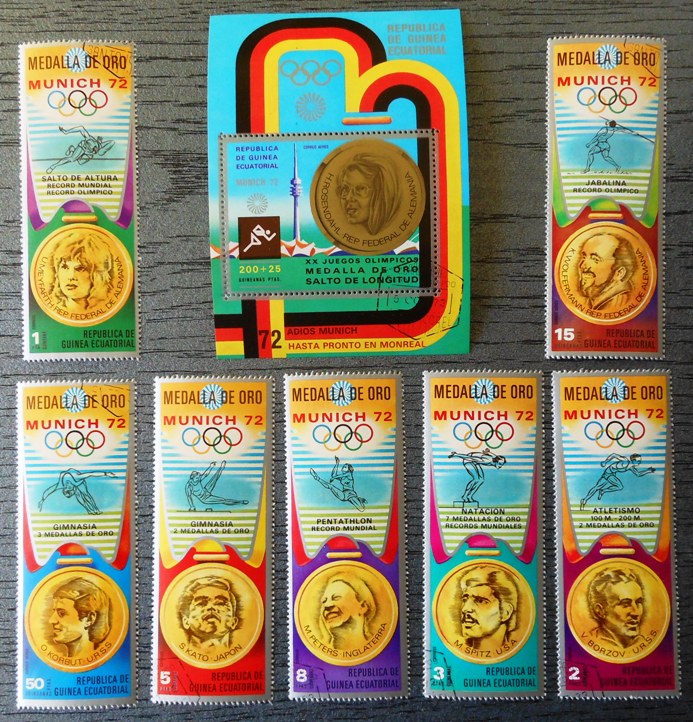 MEDALLA DE ORO
MUNICH 72
SALTO DE ALTURA
RECORD MUNDIAL
RECORD OLIMPICO
U. MEYFARTH REP. FEDERAL DE ALEMANIA
1
REPUBLICA DE
GUINEA ECUATORIAL
REPUBLICA
DE GUINEA
ECUATORIAL
REPUBLICA
DE GUINEA
ECUATORIAL
CORREO AEREO
MUNICH 72
H. ROSENDAHL REP. FEDERAL DE ALEMANIA
200+25
GUINEANAS PTAS.
XX JUEGOS OLIMPICOS
MEDALLA DE ORO
SALTO DE LONGITUD
72 ADIOS MUNICH
HASTA PRONTO EN MONREAL
MEDALLA DE ORO
MUNICH 72
JABALINA
RECORD OLIMPICO
K. WOLFERMANN REP. FEDERAL DE ALEMANIA
15
REPUBLICA DE
GUINEA ECUATORIAL
MEDALLA DE ORO
MUNICH 72
GIMNASIA
3 MEDALLAS DE ORO
O. KORBUT U.R.S.S.
50
REPUBLICA DE
GUINEA ECUATORIAL
MEDALLA DE ORO
MUNICH 72
GIMNASIA
2 MEDALLAS DE ORO
S. KATO JAPON
5
REPUBLICA DE
GUINEA ECUATORIAL
MEDALLA DE ORO
MUNICH 72
PENTATHLON
RECORD MUNDIAL
M. PETERS INGLATERRA
8
REPUBLICA DE
GUINEA ECUATORIAL
MEDALLA DE ORO
MUNICH 72
NATACION
7 MEDALLAS DE ORO
RECORDS MUNDIALES
M. SPITZ U.S.A.
3
REPUBLICA DE
GUINEA ECUATORIAL
MEDALLA DE ORO
MUNICH 72
ATLETISMO
100 M. - 200 M.
2 MEDALLAS DE ORO
V. BORZOV U.R.S.S.
2
REPUBLICA DE
GUINEA ECUATORIAL